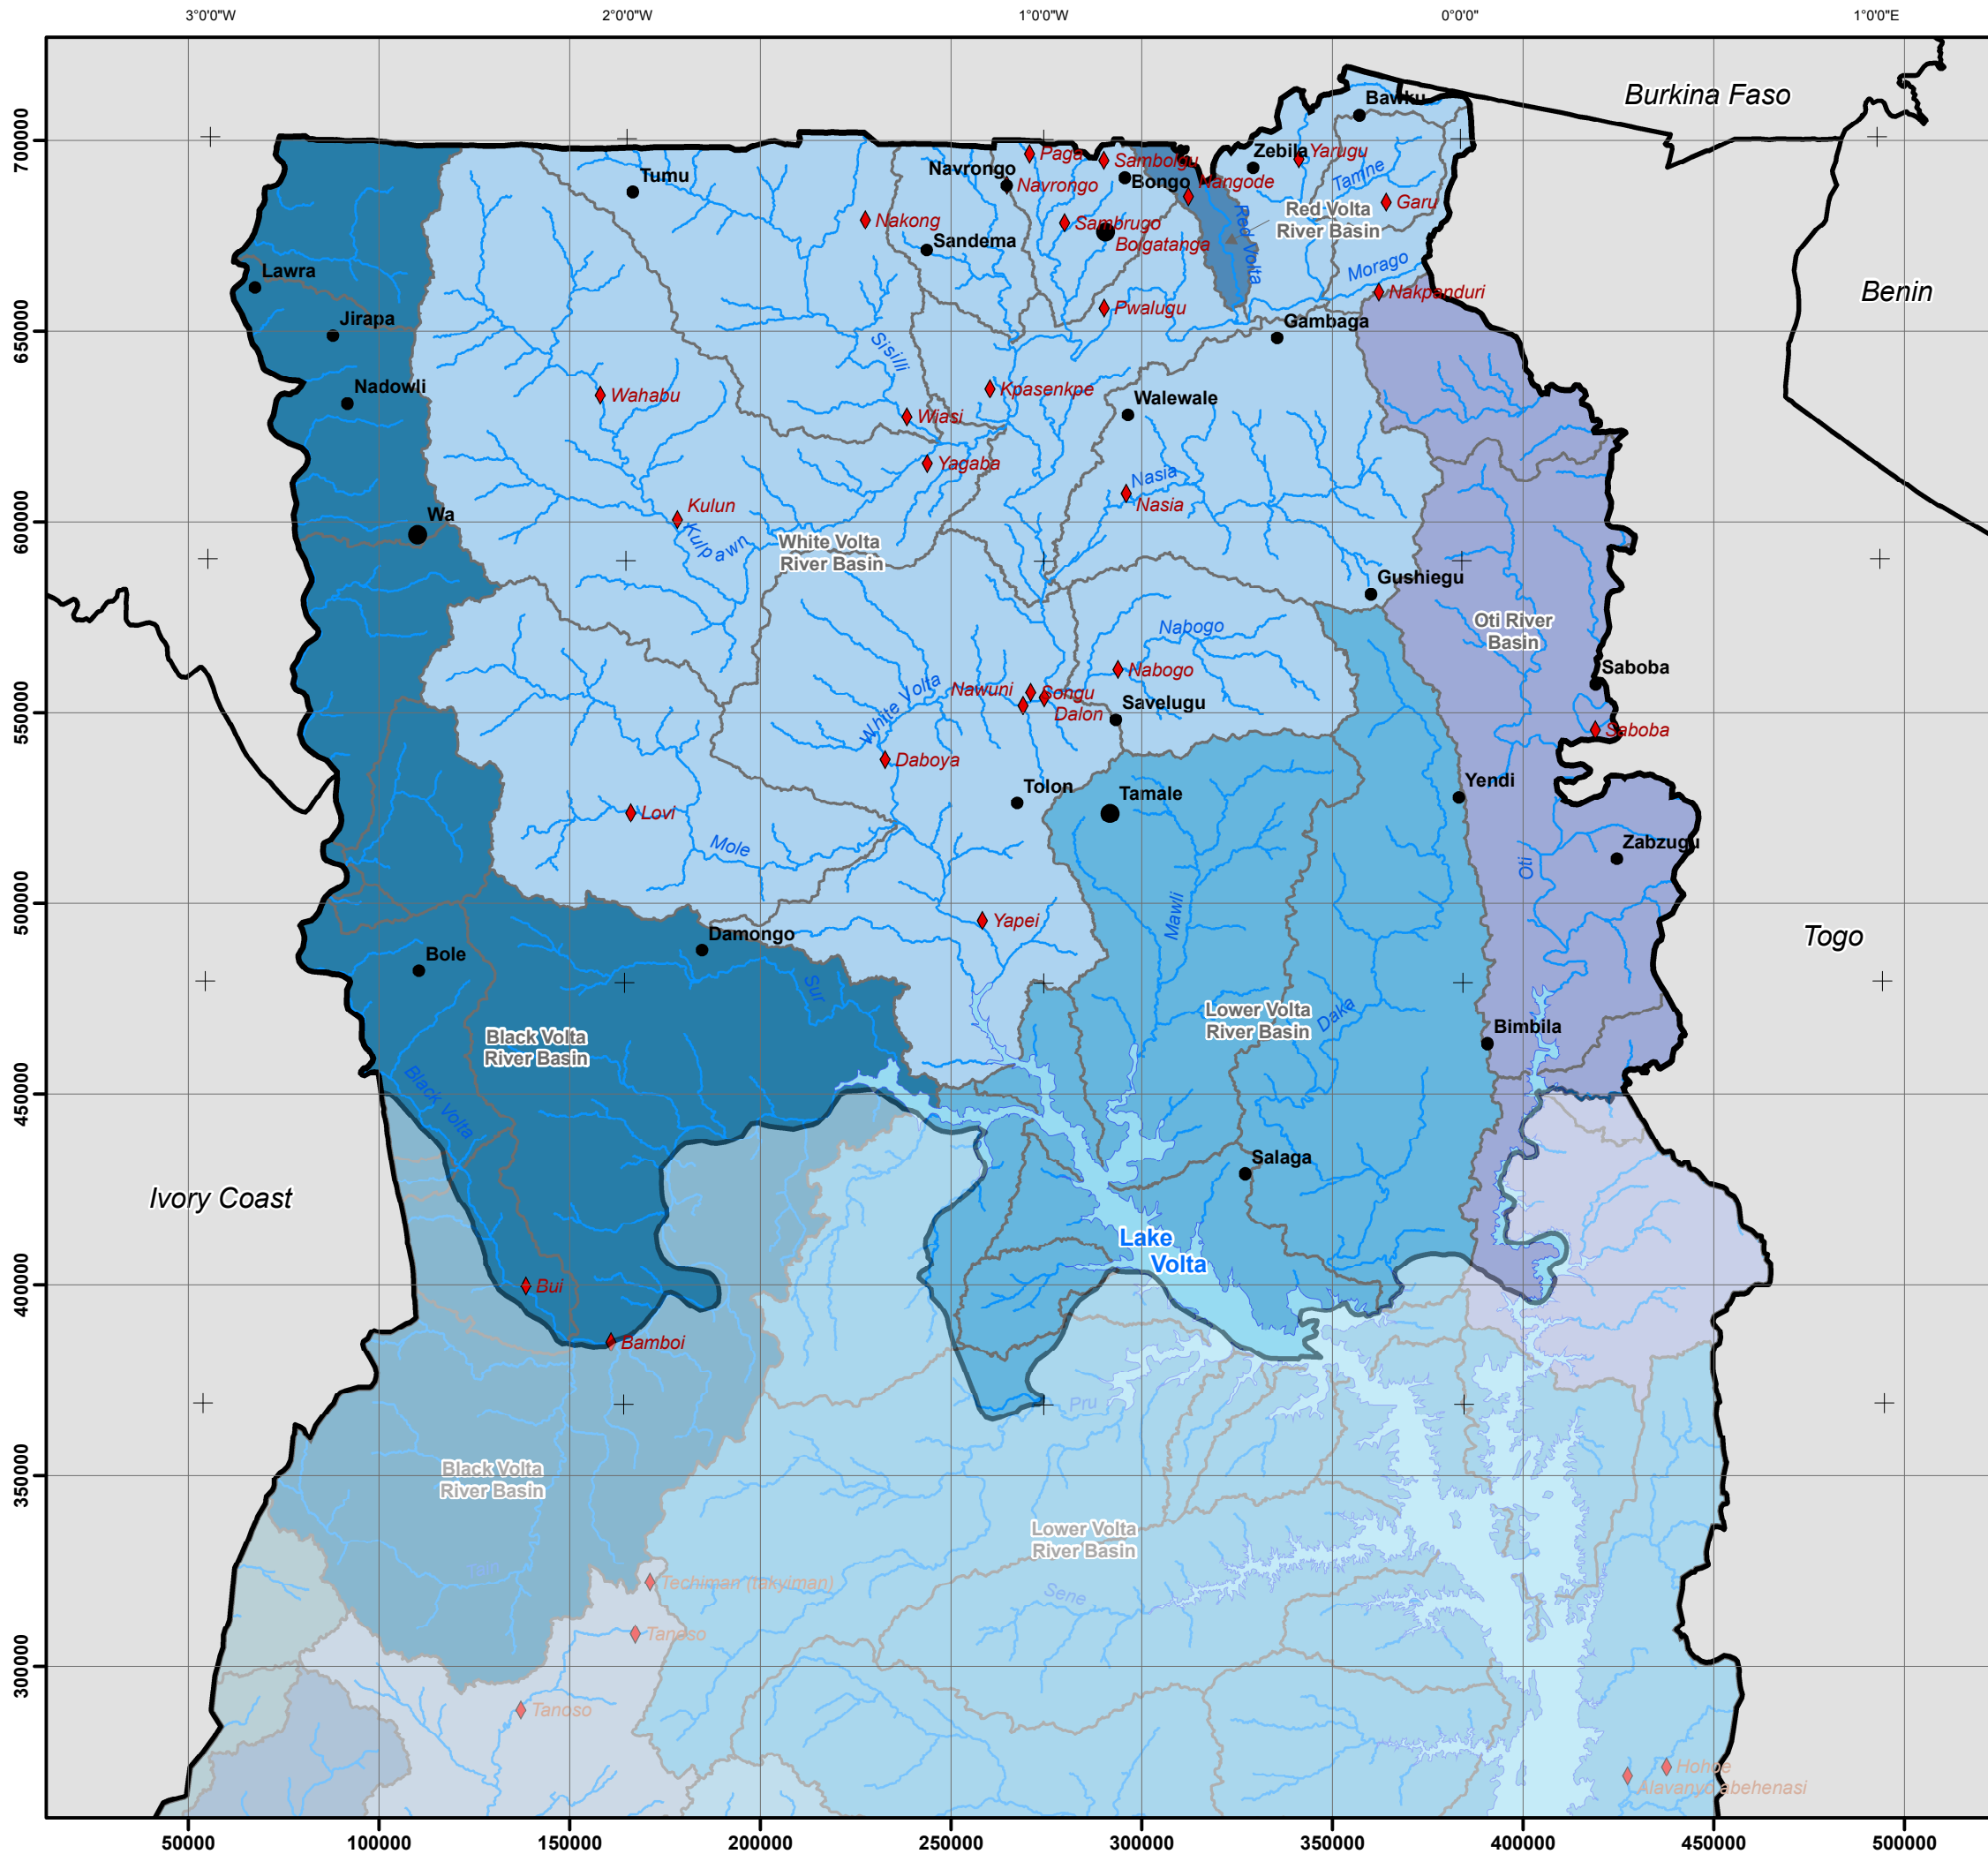 3°0'0"W
2°0'0"W
1°0'0"W
0°0'0"
1°0'0"E
Burkina Faso
Bawku
700000
Zebila
Yarugu
Paga
Sambolgu
Navrongo
Tumu
Bongo
Nangode
Tamne
Navrongo
Garu
Red Volta
River Basin
Nakong
Sambrugo
Red Volta
Sandema
Bolgatanga
Lawra
Morago
Nakpanduri
Benin
Jirapa
Pwalugu
Gambaga
650000
Sisilli
Nadowli
Wahabu
Kpasenkpe
Walewale
Wiasi
Yagaba
Nasia
Nasia
Kulun
Wa
600000
Kulpawn
White Volta
River Basin
Gushiegu
Oti River
Basin
Nabogo
Saboba
Nabogo
White Volta
Nawuni
Songu
Savelugu
Dalon
550000
Saboba
Daboya
Yendi
Tolon
Tamale
Lovi
Mole
Zabzugu
Oti
Mawli
500000
Yapei
Damongo
Togo
Bole
Sur
Lower Volta
River Basin
Daka
Bimbila
Black Volta
River Basin
450000
Black Volta
Salaga
Ivory Coast
Lake
Volta
400000
Bui
Bamboi
Pru
350000
Black Volta
River Basin
Lower Volta
River Basin
Techiman (takyiman)
Sene
Tanoso
300000
Tanoso
Hohoe
50000
100000
150000
200000
250000
300000
350000
400000
450000
500000